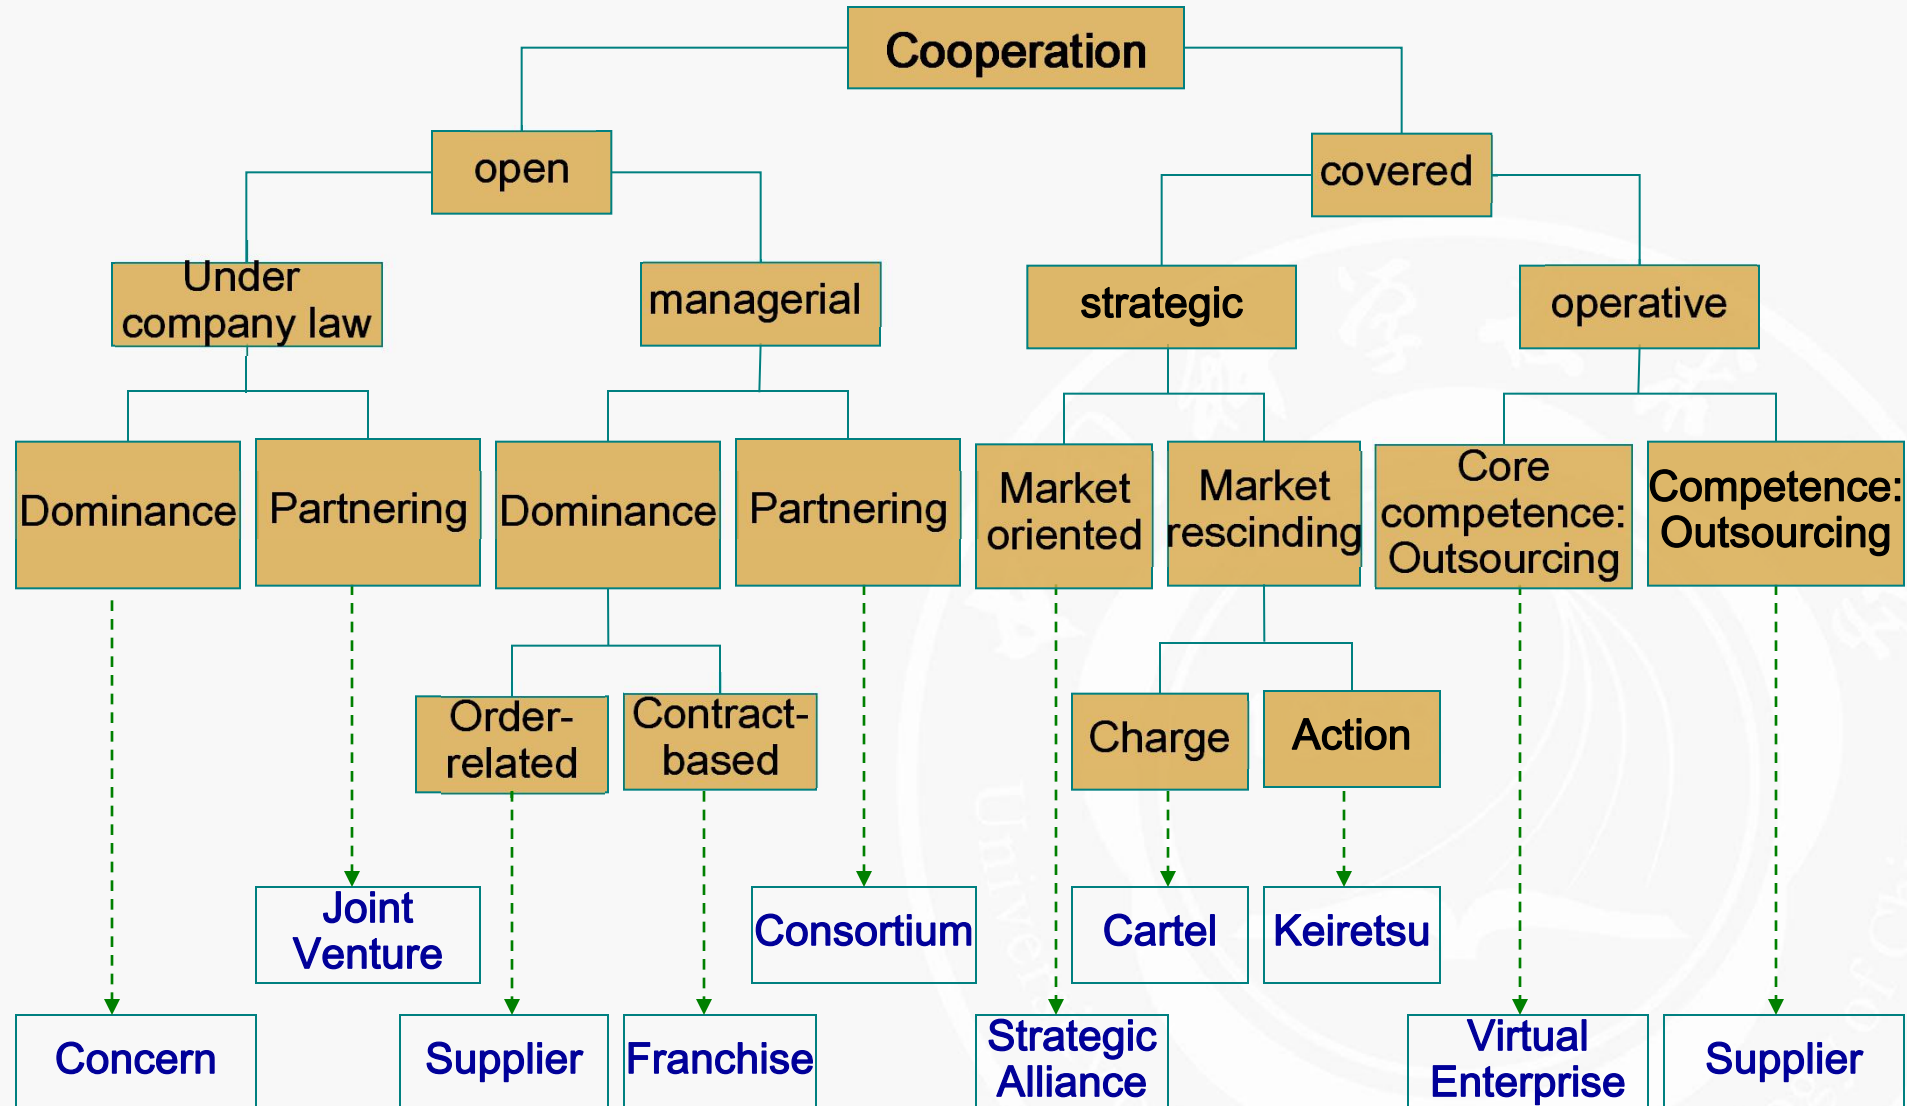 Cooperation
open
covered
Under
company law
managerial
strategic
operative
Dominance
Partnering
Dominance
Partnering
Market
oriented
Market
rescinding
Core
competence:
Outsourcing
Competence:
Outsourcing
Order-
related
Contract-
based
Charge
Action
Joint
Venture
Consortium
Cartel
Keiretsu
Concern
Supplier
Franchise
Strategic
Alliance
Virtual
Enterprise
Supplier